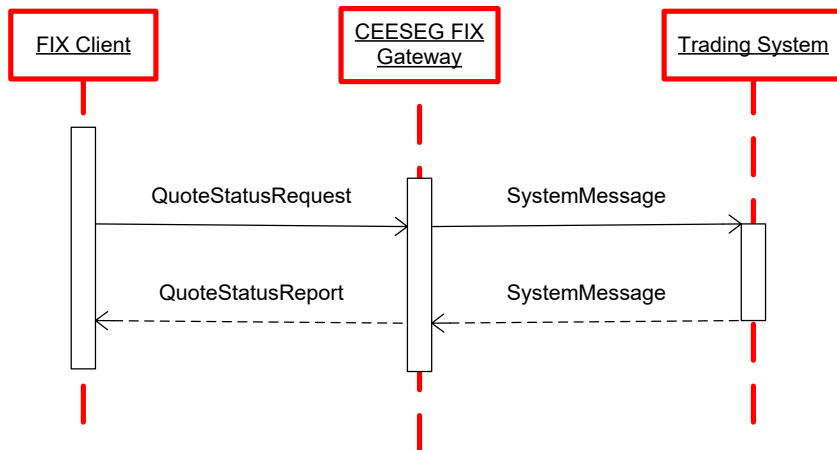 FIX Client
CEESEG FIX
Gateway
Trading System
QuoteStatusRequest
SystemMessage
QuoteStatusReport
SystemMessage